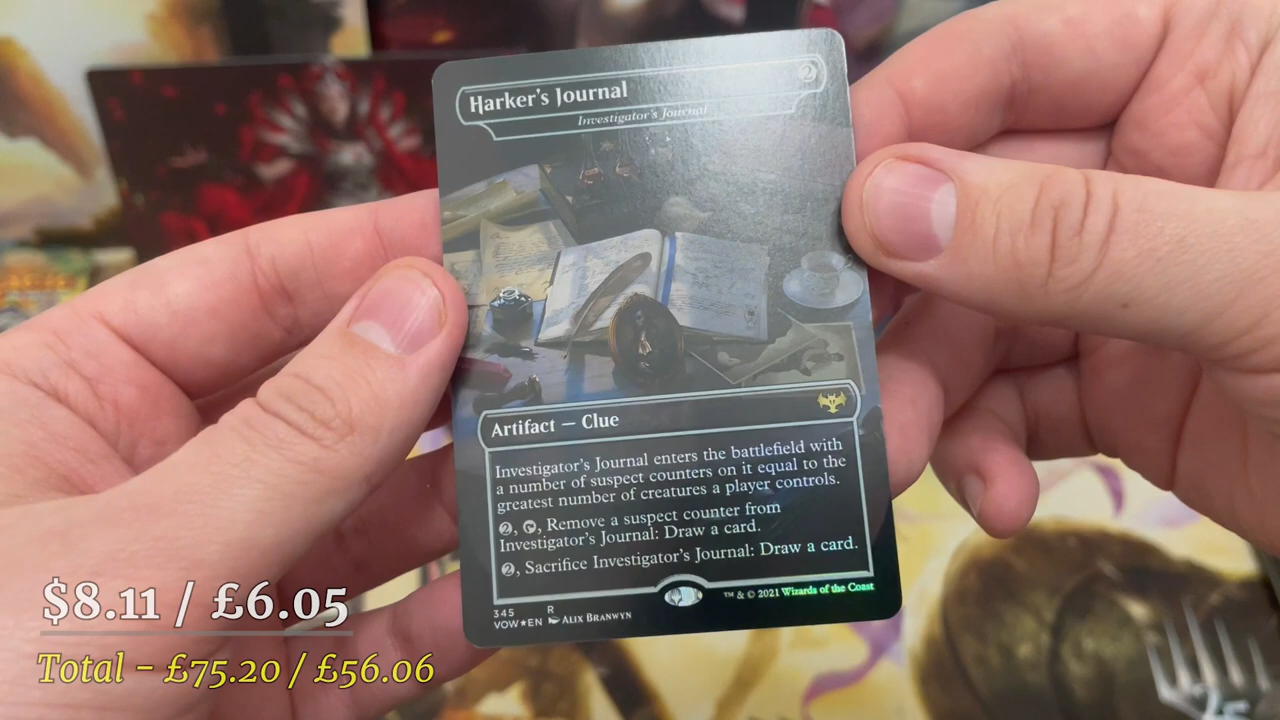 Harker's Journal
2
Investigator's Journal
Artifact — Clue
Investigator's Journal enters the battlefield with
a number of suspect counters on it equal to the
greatest number of creatures a player controls.
2, , Remove a suspect counter from
Investigator's Journal: Draw a card.
2, Sacrifice Investigator's Journal: Draw a card.
345 R
VOW★EN ALIX BRANWYN
™ & © 2021 Wizards of the Coast
$8.11 / £6.05
Total - £75.20 / £56.06